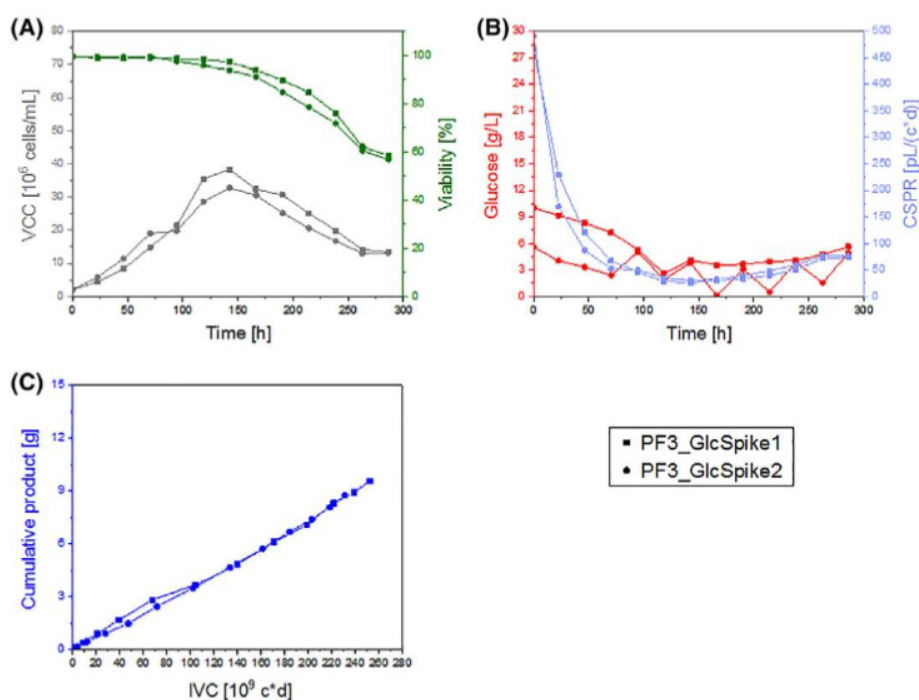 (A)
80
70
60
50
40
30
20
10
0
VCC [10⁶ cells/mL]
100
80
60
40
20
0
Viability [%]
0 50 100 150 200 250 300
Time [h]
(B)
30
27
24
21
18
15
12
9
6
3
0
Glucose [g/L]
500
450
400
350
300
250
200
150
100
50
0
CSPR [pL/(c*d)]
0 50 100 150 200 250 300
Time [h]
(C)
15
12
9
6
3
0
Cumulative product [g]
0 20 40 60 80 100 120 140 160 180 200 220 240 260 280
IVC [10⁹ c*d]
PF3_GlcSpike1
PF3_GlcSpike2